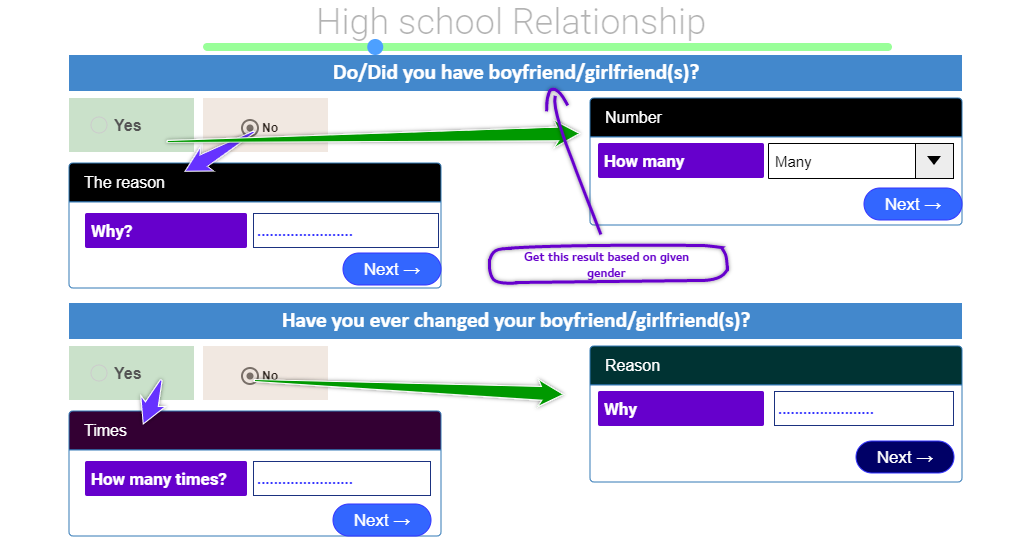 High school Relationship
Do/Did you have boyfriend/girlfriend(s)?
Yes
No
Number
How many
Many
Next →
The reason
Why?
.......................
Next →
Get this result based on given
gender
Have you ever changed your boyfriend/girlfriend(s)?
Yes
No
Reason
Why
.......................
Next →
Times
How many times?
.......................
Next →